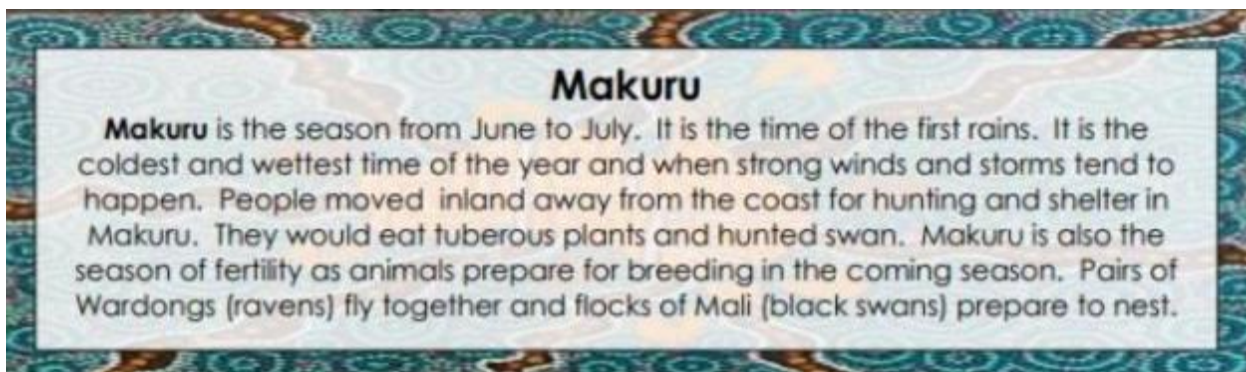 Makuru
Makuru is the season from June to July. It is the time of the first rains. It is the
coldest and wettest time of the year and when strong winds and storms tend to
happen. People moved inland away from the coast for hunting and shelter in
Makuru. They would eat tuberous plants and hunted swan. Makuru is also the
season of fertility as animals prepare for breeding in the coming season. Pairs of
Wardongs (ravens) fly together and flocks of Mali (black swans) prepare to nest.